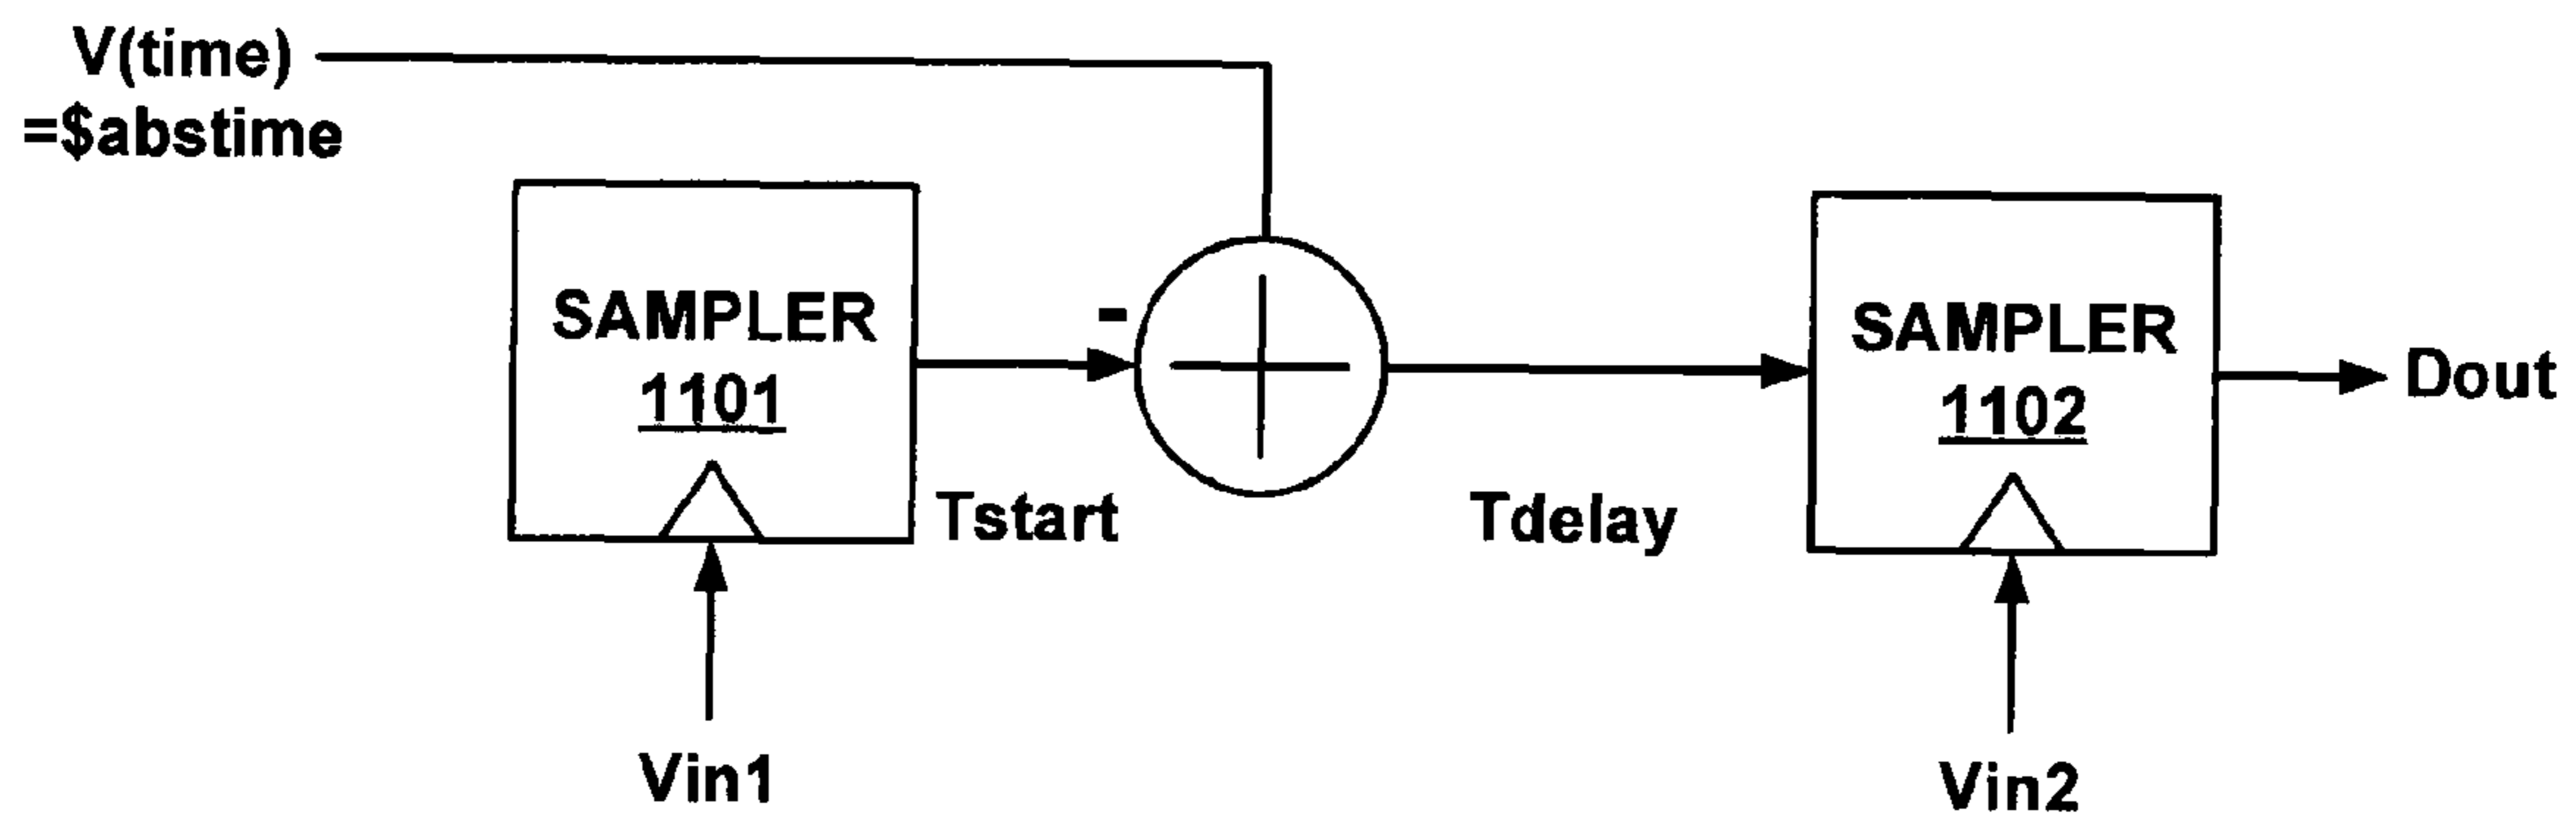 V(time)
=$abstime
SAMPLER
1101
-
Tstart
Tdelay
SAMPLER
1102
Dout
Vin1
Vin2